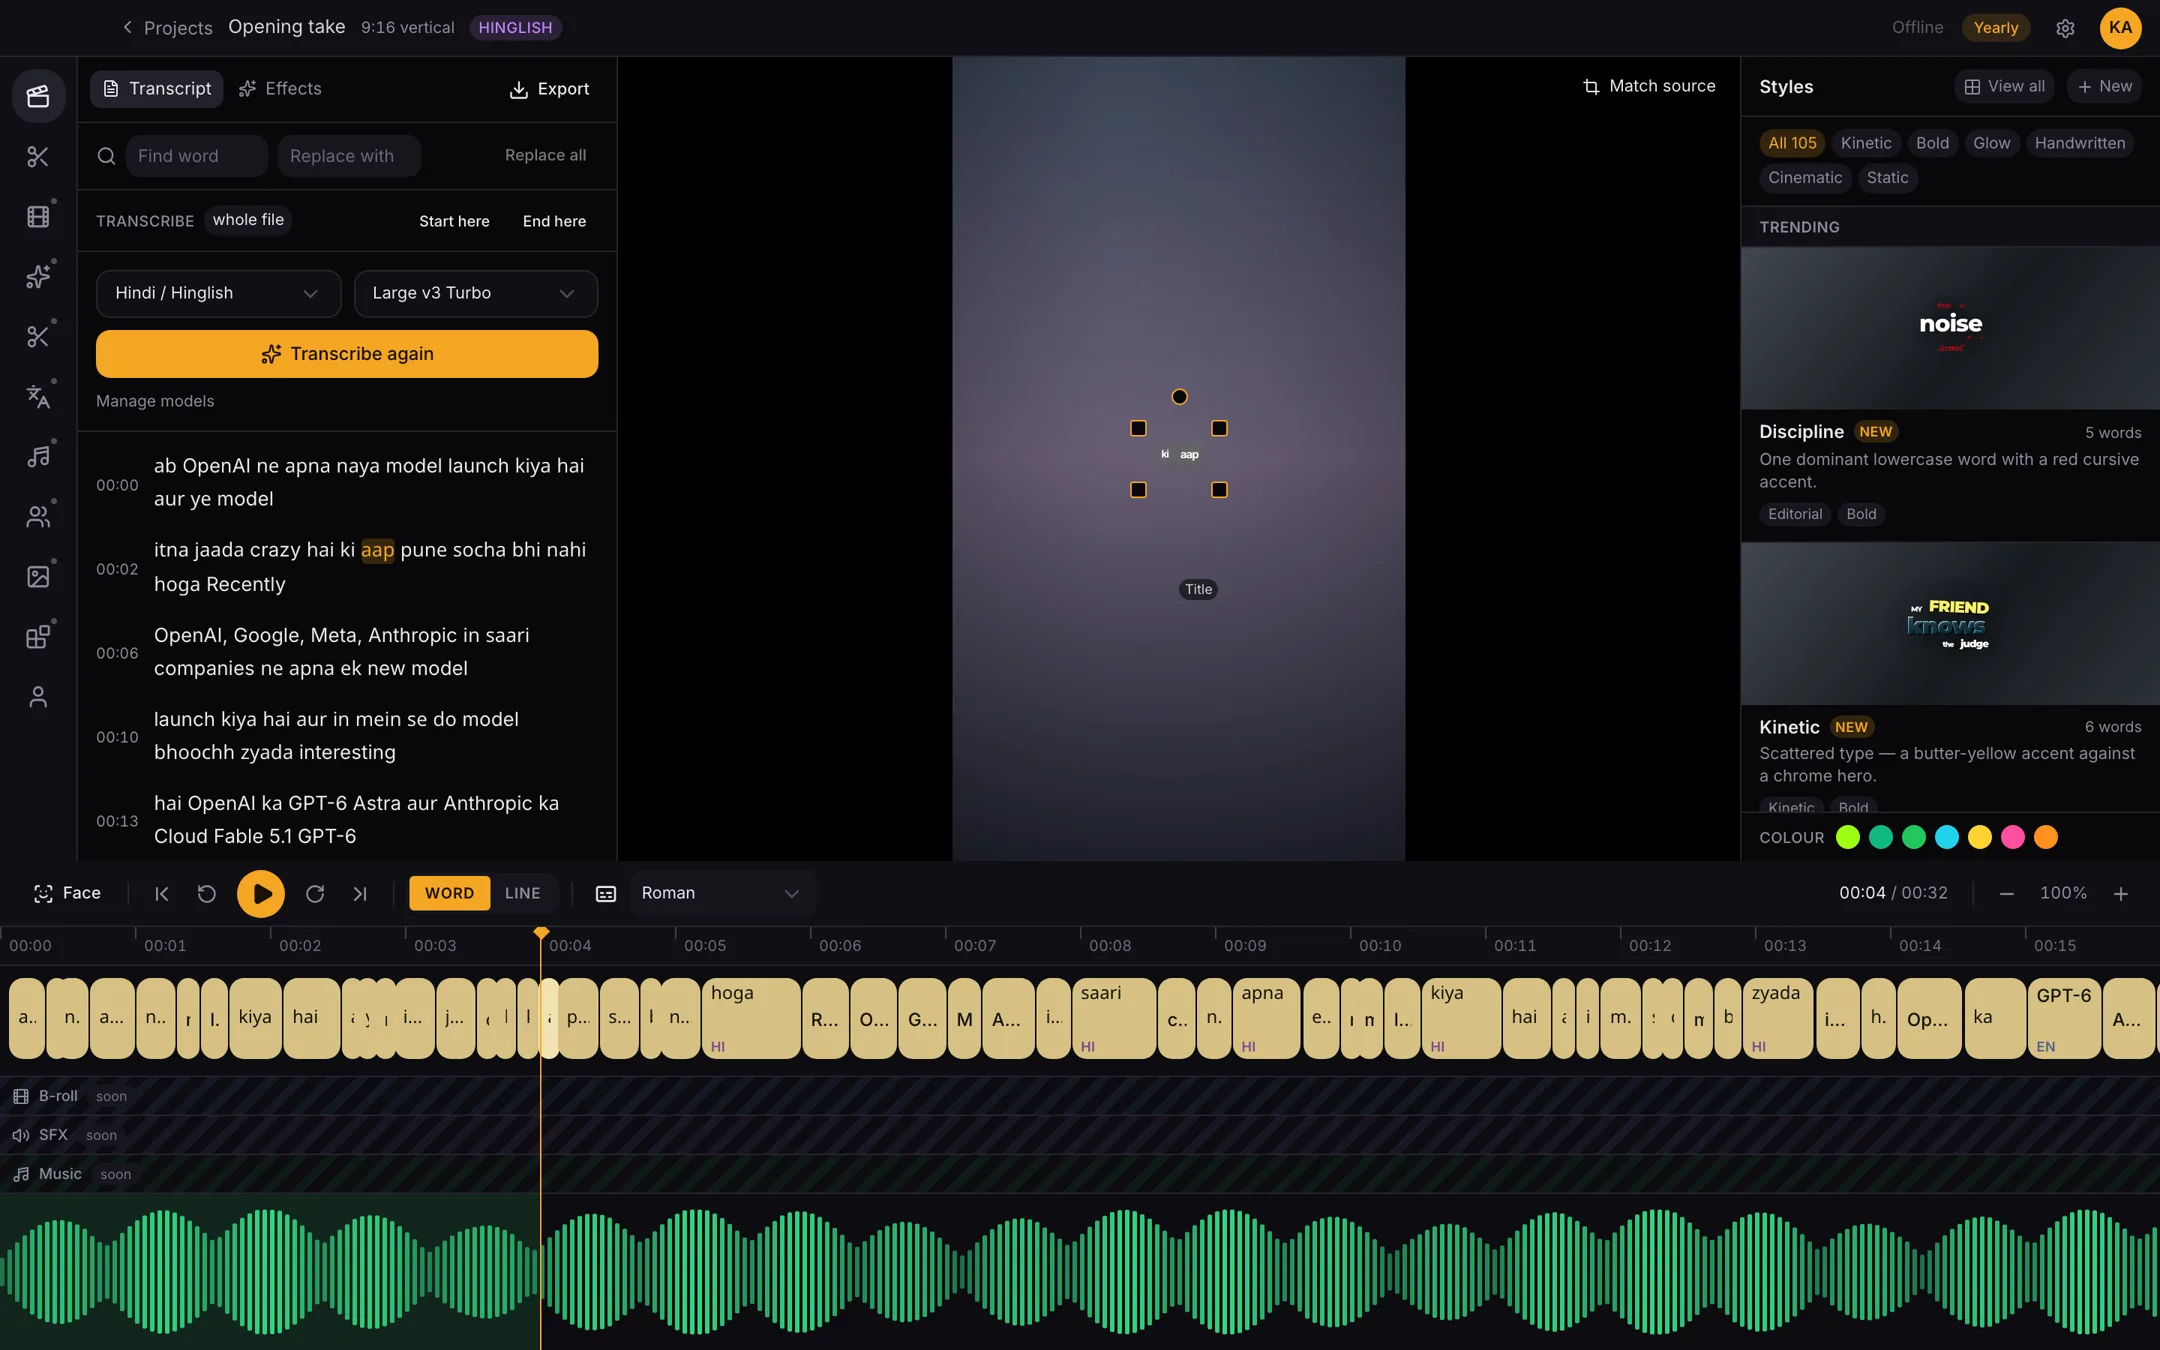 Projects Opening take 9:16 vertical HINGLISH
Offline Yearly KA
Transcript Effects Export
Find word Replace with Replace all
TRANSCRIBE whole file Start here End here
Hindi / Hinglish Large v3 Turbo
Transcribe again
Manage models
00:00 ab OpenAI ne apna naya model launch kiya hai
aur ye model
00:02 itna jaada crazy hai ki aap pune socha bhi nahi
hoga Recently
00:06 OpenAI, Google, Meta, Anthropic in saari
companies ne apna ek new model
00:10 launch kiya hai aur in mein se do model
bhoochh zyada interesting
00:13 hai OpenAI ka GPT-6 Astra aur Anthropic ka
Cloud Fable 5.1 GPT-6
Match source
ki aap
Title
Styles View all + New
All 105 Kinetic Bold Glow Handwritten
Cinematic Static
TRENDING
noise
Discipline NEW 5 words
One dominant lowercase word with a red cursive
accent.
Editorial Bold
MY FRIEND
knows
the judge
Kinetic NEW 6 words
Scattered type — a butter-yellow accent against
a chrome hero.
Kinetic Bold
COLOUR
Face WORD LINE Roman 00:04 / 00:32 100%
00:00 00:01 00:02 00:03 00:04 00:05 00:06 00:07 00:08 00:09 00:10 00:11 00:12 00:13 00:14 00:15
a.. n. a... n.. l. kiya hai i... j... p... s... n... hoga R... O... G... M A... i... saari c.. n. apna e.. l.. kiya hai i m. b zyada i... h. Op... ka GPT-6 A...
HI HI HI HI HI EN
B-roll soon
SFX soon
Music soon